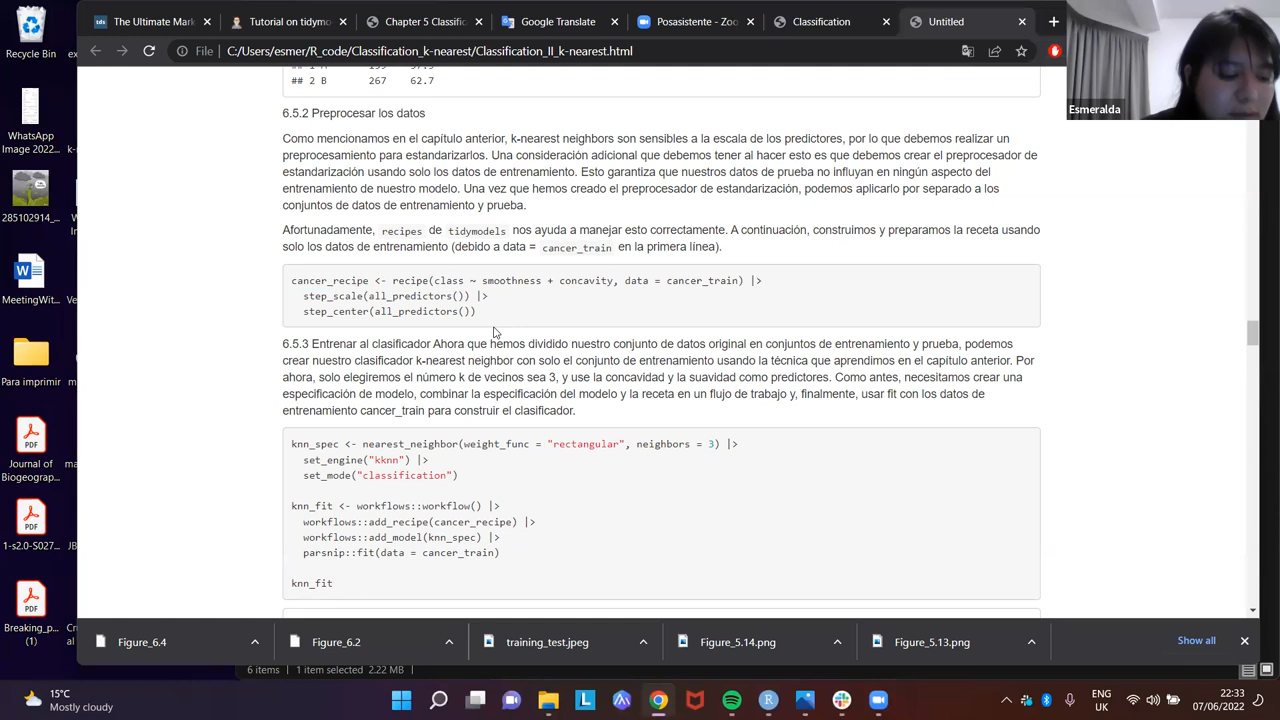 The Ultimate Mark
Tutorial on tidymo
Chapter 5 Classific
Google Translate
Posasistente - Zo
Classification
Untitled
File
C:/Users/esmer/R_code/Classification_k-nearest/Classification_II_k-nearest.html
Recycle Bin
## 2 B 267 62.7
6.5.2 Preprocesar los datos
Esmeralda
WhatsApp
Image 2022...
Como mencionamos en el capítulo anterior, k-nearest neighbors son sensibles a la escala de los predictores, por lo que debemos realizar un
preprocesamiento para estandarizarlos. Una consideración adicional que debemos tener al hacer esto es que debemos crear el preprocesador de
estandarización usando solo los datos de entrenamiento. Esto garantiza que nuestros datos de prueba no influyan en ningún aspecto del
entrenamiento de nuestro modelo. Una vez que hemos creado el preprocesador de estandarización, podemos aplicarlo por separado a los
conjuntos de datos de entrenamiento y prueba.
285102914_...
Afortunadamente, recipes de tidymodels nos ayuda a manejar esto correctamente. A continuación, construimos y preparamos la receta usando
solo los datos de entrenamiento (debido a data = cancer_train en la primera línea).
cancer_recipe <- recipe(class ~ smoothness + concavity, data = cancer_train) |>
step_scale(all_predictors()) |>
step_center(all_predictors())
MeetingWit...
6.5.3 Entrenar al clasificador Ahora que hemos dividido nuestro conjunto de datos original en conjuntos de entrenamiento y prueba, podemos
crear nuestro clasificador k-nearest neighbor con solo el conjunto de entrenamiento usando la técnica que aprendimos en el capítulo anterior. Por
ahora, solo elegiremos el número k de vecinos sea 3, y use la concavidad y la suavidad como predictores. Como antes, necesitamos crear una
especificación de modelo, combinar la especificación del modelo y la receta en un flujo de trabajo y, finalmente, usar fit con los datos de
entrenamiento cancer_train para construir el clasificador.
Para imprimir
knn_spec <- nearest_neighbor(weight_func = "rectangular", neighbors = 3) |>
set_engine("kknn") |>
set_mode("classification")
PDF
Journal of
Biogeograp...
knn_fit <- workflows::workflow() |>
workflows::add_recipe(cancer_recipe) |>
workflows::add_model(knn_spec) |>
parsnip::fit(data = cancer_train)
PDF
1-s2.0-S027...
knn_fit
PDF
Breaking_p...
(1)
Figure_6.4
Figure_6.2
training_test.jpeg
Figure_5.14.png
Figure_5.13.png
Show all
6 items
1 item selected 2.22 MB
15°C
Mostly cloudy
ENG
UK
22:33
07/06/2022